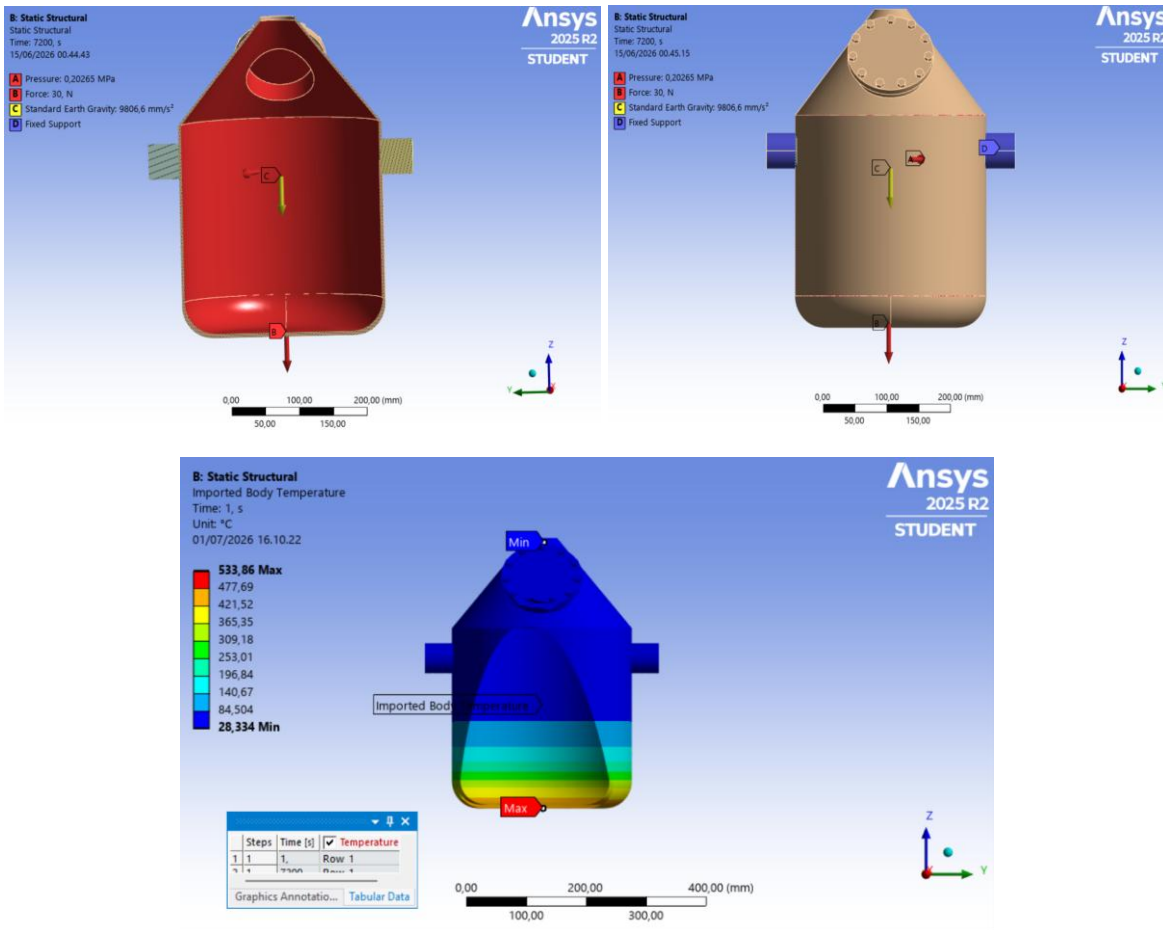 B: Static Structural
Static Structural
Time: 7200, s
15/06/2026 00.44.43
A Pressure: 0,20265 MPa
B Force: 30, N
C Standard Earth Gravity: 9806,6 mm/s²
D Fixed Support
Ansys
2025 R2
STUDENT
C
B
Z
Y
0,00 100,00 200,00 (mm)
50,00 150,00
B: Static Structural
Static Structural
Time: 7200, s
15/06/2026 00.45.15
A Pressure: 0,20265 MPa
B Force: 30, N
C Standard Earth Gravity: 9806,6 mm/s²
D Fixed Support
Ansys
2025 R2
STUDENT
D
A
C
B
Z
0,00 100,00 200,00 (mm)
50,00 150,00
B: Static Structural
Imported Body Temperature
Time: 1, s
Unit: °C
01/07/2026 16.10.22
Ansys
2025 R2
STUDENT
533,86 Max
477,69
421,52
365,35
309,18
253,01
196,84
140,67
84,504
28,334 Min
Min
Imported Body Temperature
Max
Steps Time [s] Temperature
1 1 1, Row 1
Graphics Annotatio... Tabular Data
Z
Y
0,00 200,00 400,00 (mm)
100,00 300,00